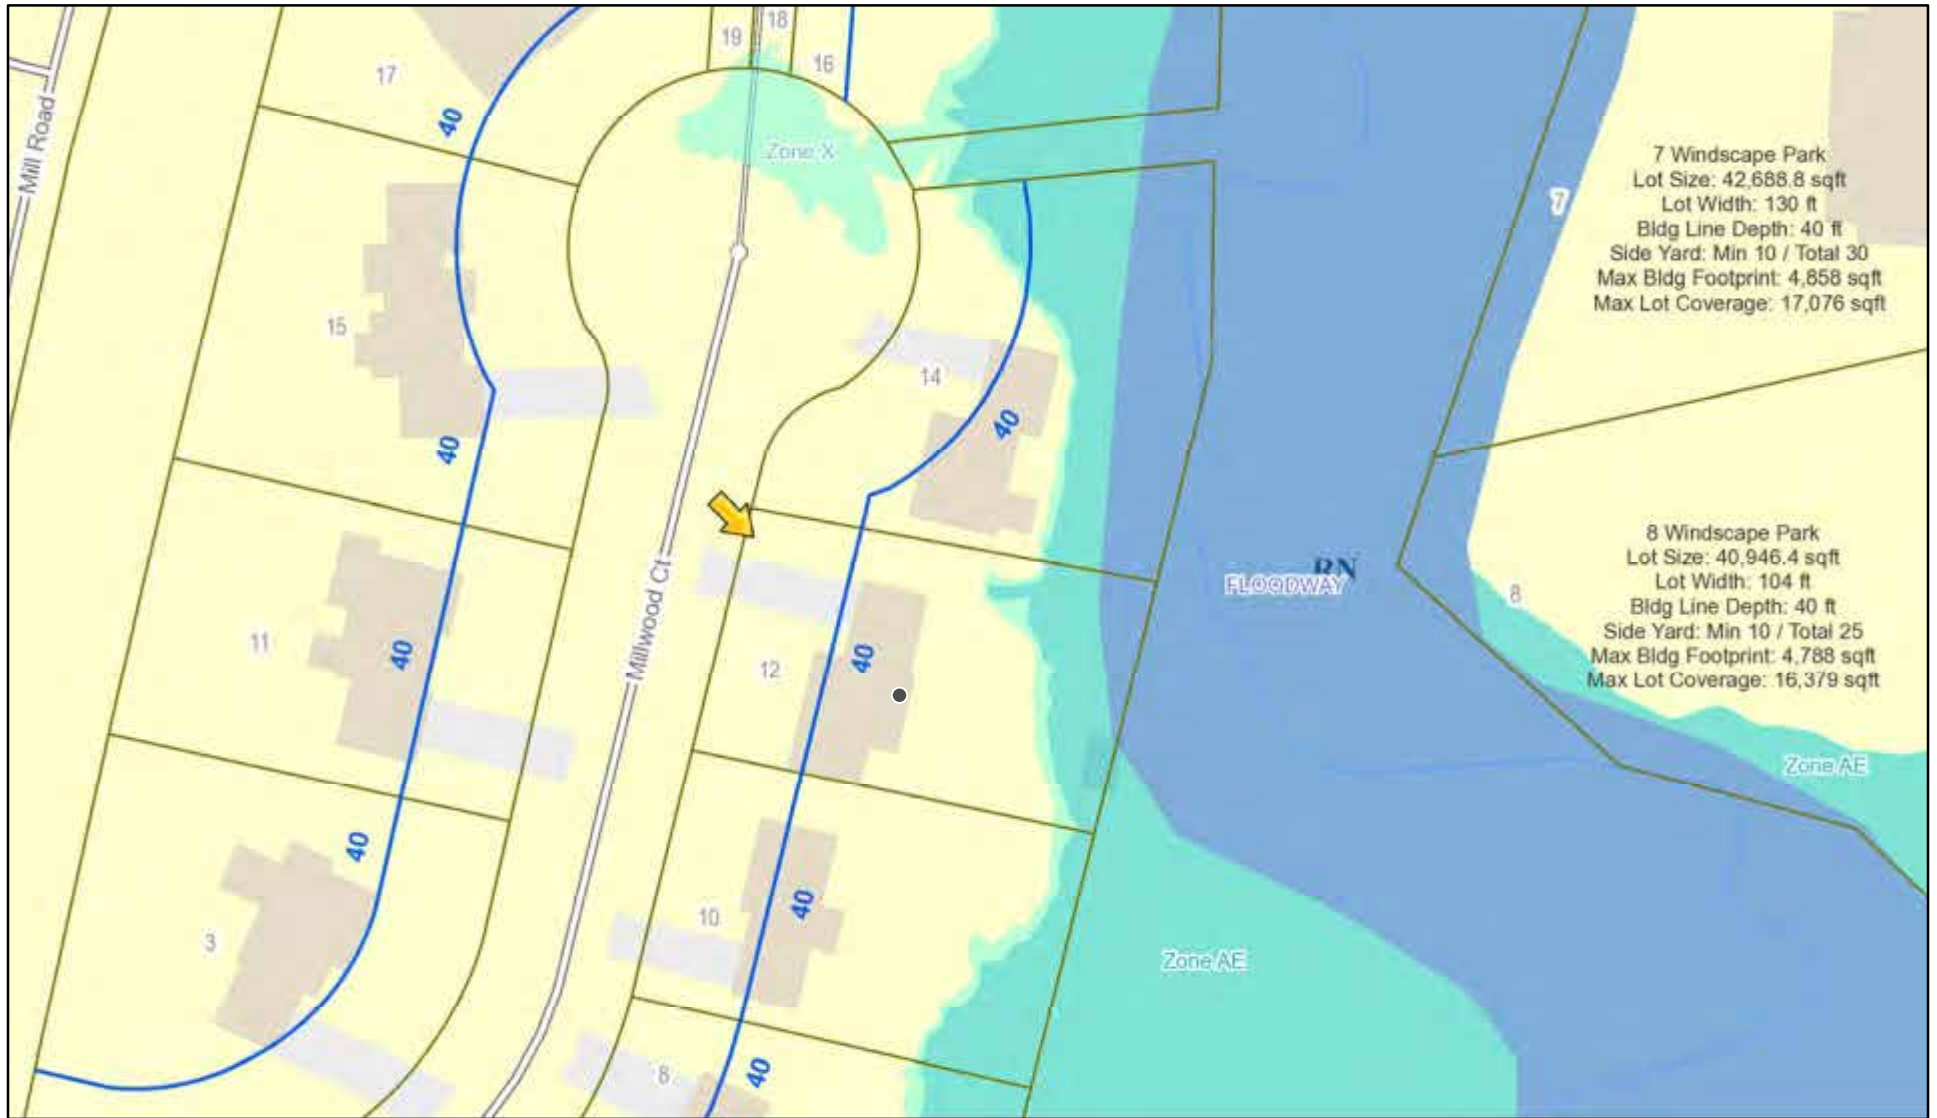 19
18
17
16
40
Mill Road
Zone X
7 Windscape Park
Lot Size: 42,688.8 sqft
Lot Width: 130 ft
Bldg Line Depth: 40 ft
Side Yard: Min 10 / Total 30
Max Bldg Footprint: 4,858 sqft
Max Lot Coverage: 17,076 sqft
7
15
14
40
40
RN
FLOODWAY
8 Windscape Park
Lot Size: 40,946.4 sqft
Lot Width: 104 ft
Bldg Line Depth: 40 ft
Side Yard: Min 10 / Total 25
Max Bldg Footprint: 4,788 sqft
Max Lot Coverage: 16,379 sqft
8
Millwood Ct
11
40
12
40
Zone AE
40
3
10
40
Zone AE
8
40